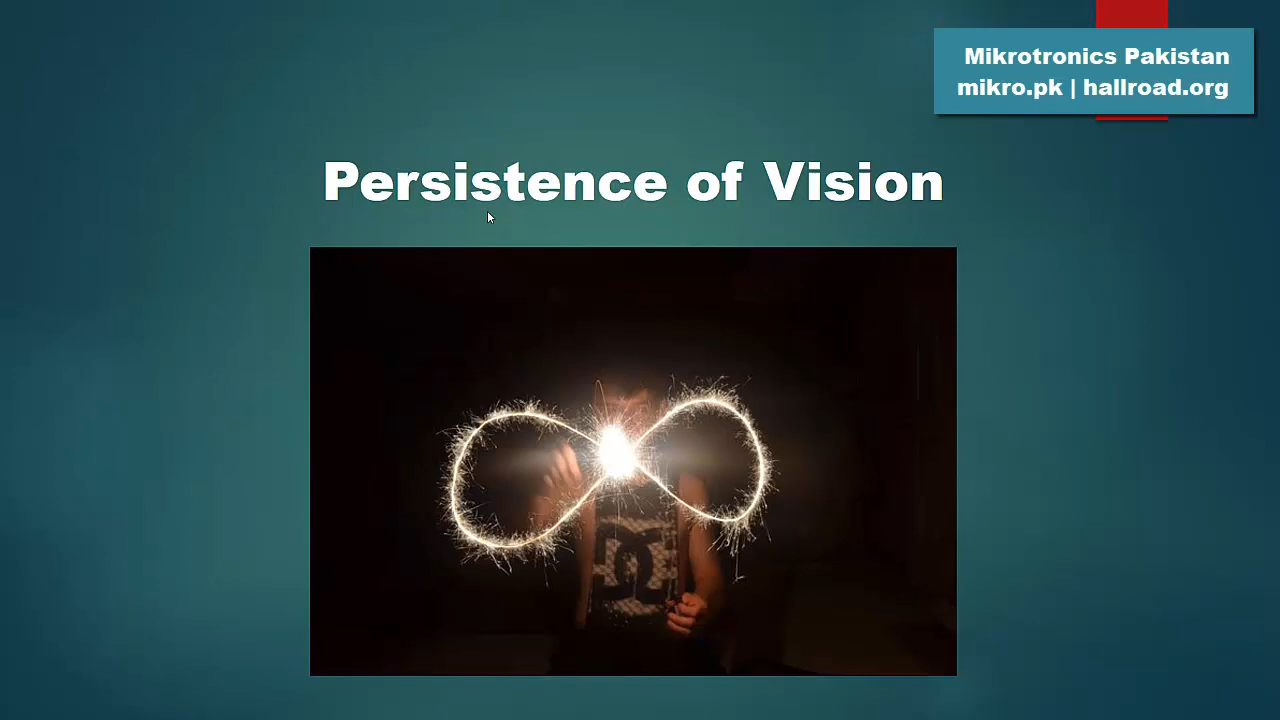 Mikrotronics Pakistan
mikro.pk | hallroad.org
Persistence of Vision